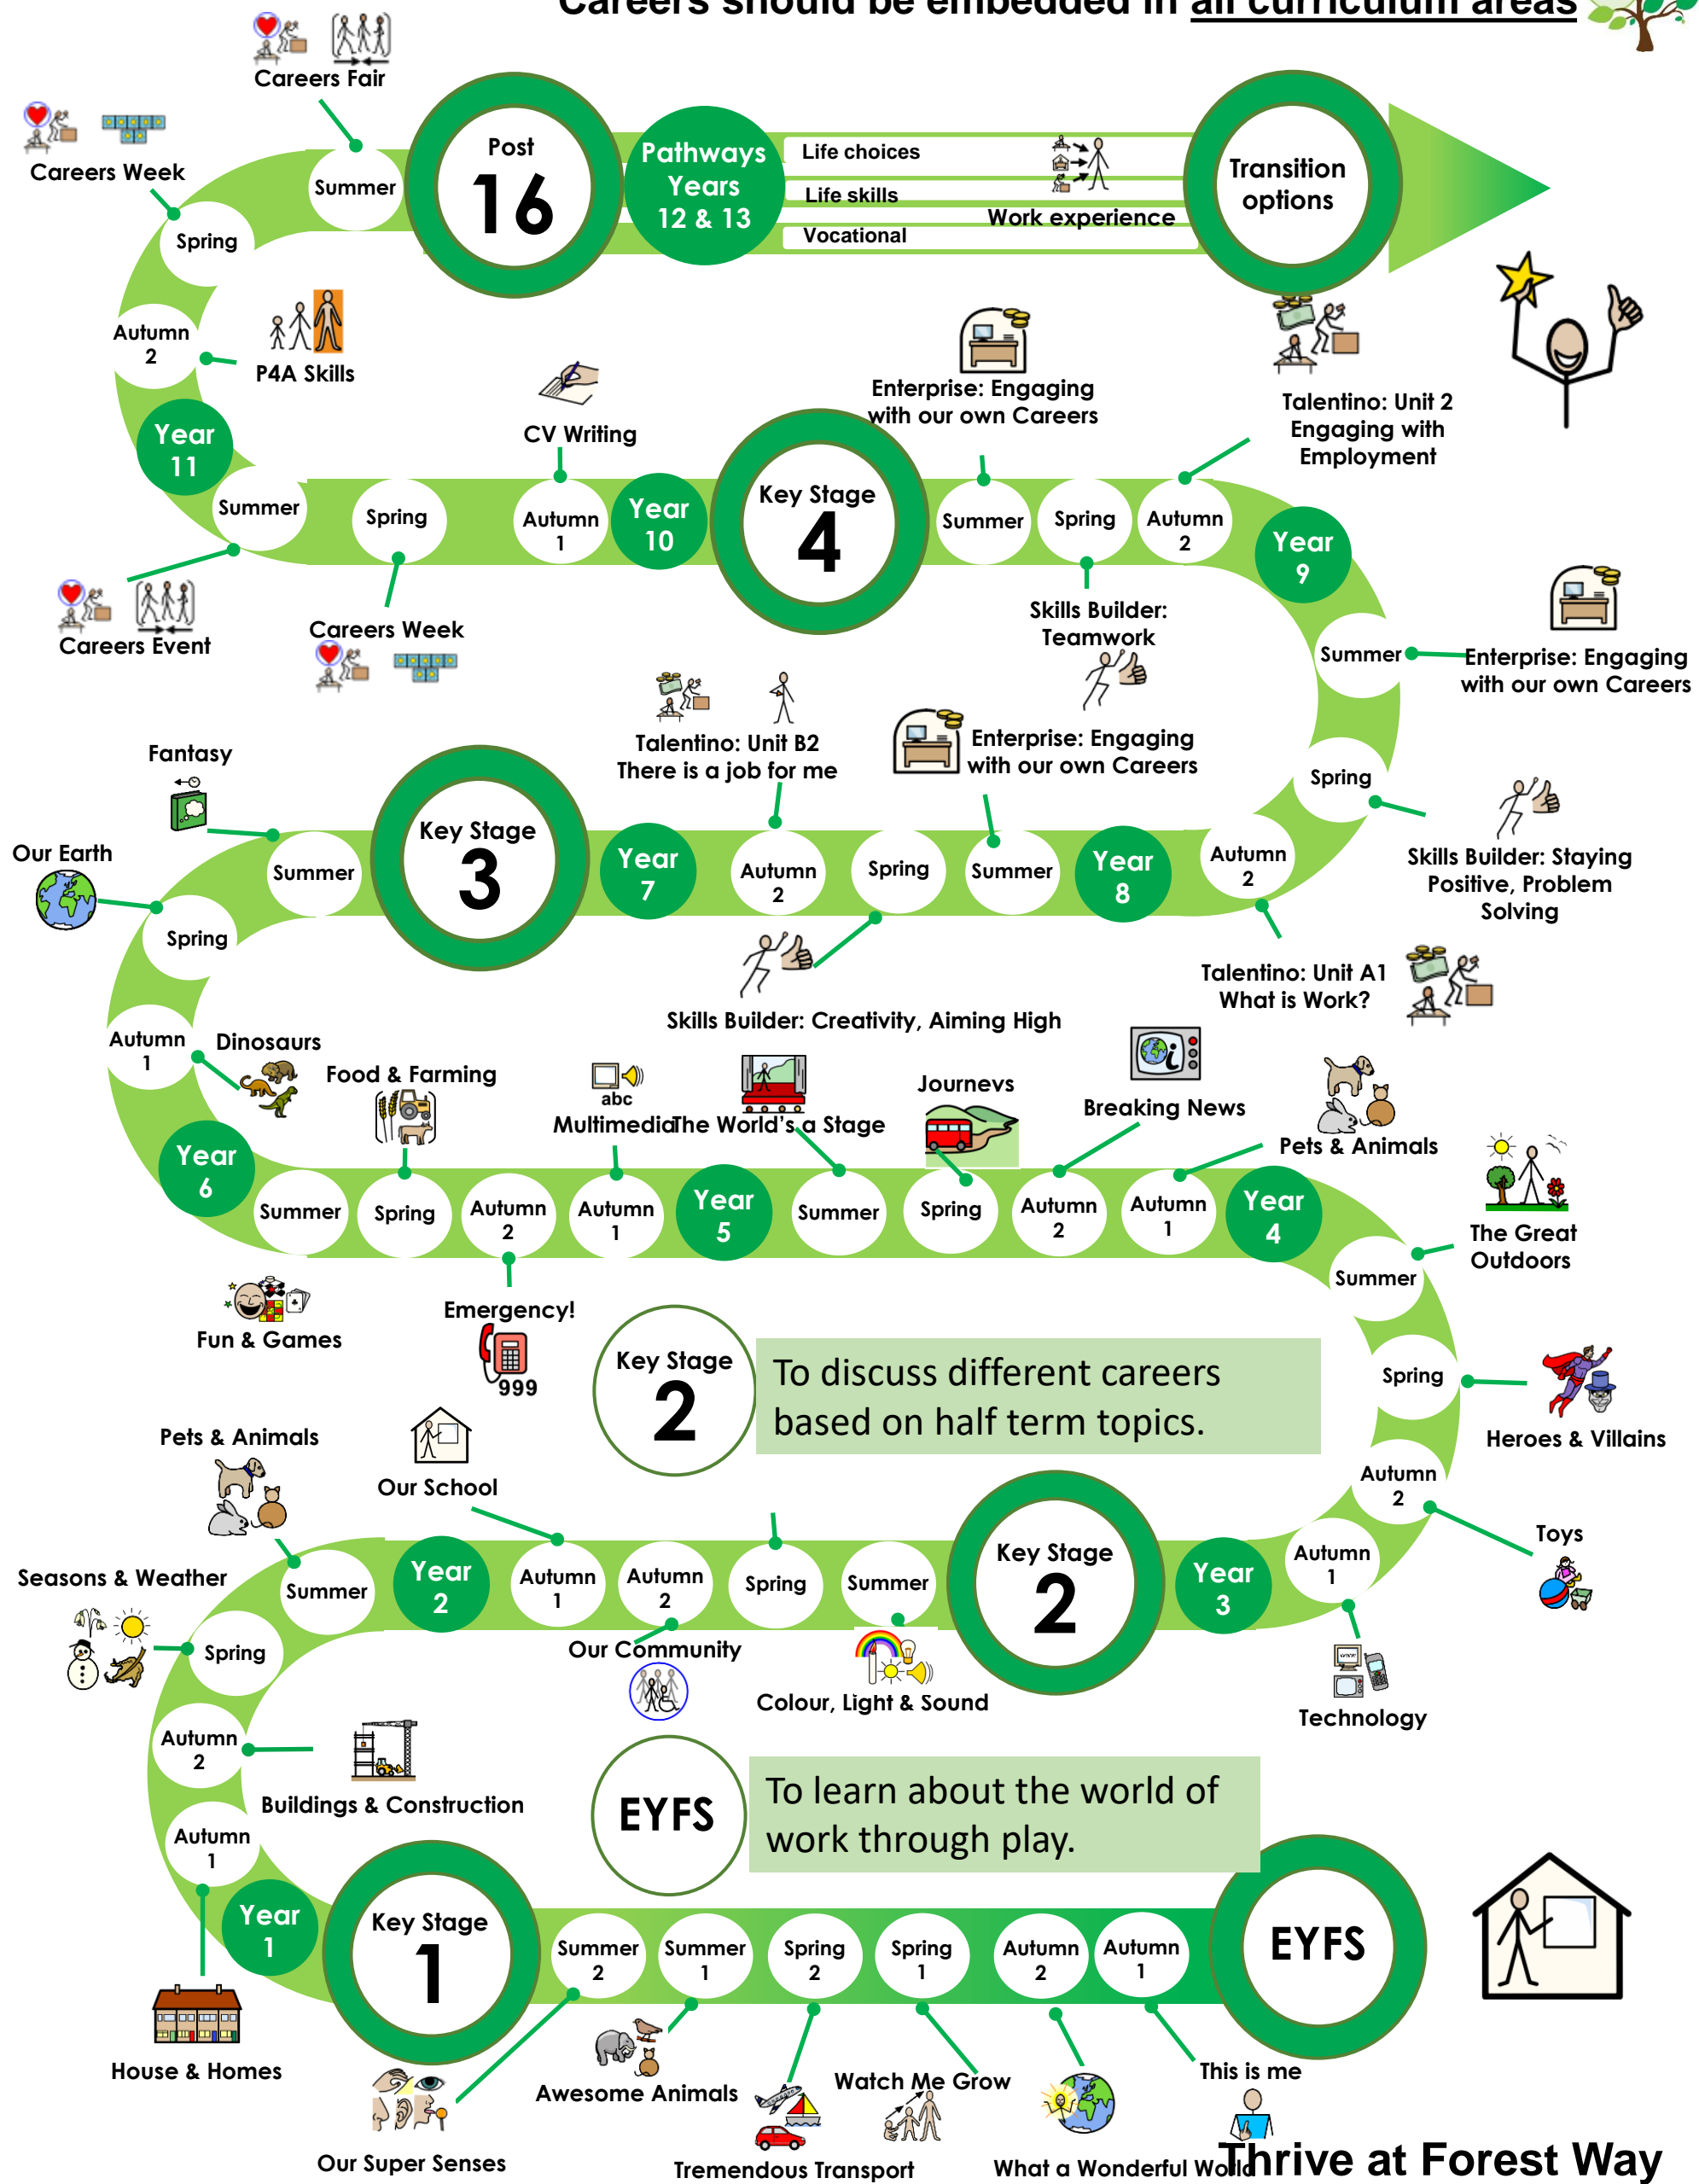 Careers should be embedded in all curriculum areas
Careers Fair
Careers Week
Summer
Post
16
Pathways
Years
12 & 13
Life choices
Life skills
Vocational
Work experience
Transition
options
Spring
Autumn
2
P4A Skills
Year
11
CV Writing
Enterprise: Engaging
with our own Careers
Talentino: Unit 2
Engaging with
Employment
Summer
Spring
Autumn
1
Year
10
Key Stage
4
Summer
Spring
Autumn
2
Year
9
Careers Event
Careers Week
Skills Builder:
Teamwork
Summer
Enterprise: Engaging
with our own Careers
Talentino: Unit B2
There is a job for me
Enterprise: Engaging
with our own Careers
Spring
Skills Builder: Staying
Positive, Problem
Solving
Fantasy
Our Earth
Summer
Key Stage
3
Year
7
Autumn
2
Spring
Summer
Year
8
Autumn
2
Spring
Talentino: Unit A1
What is Work?
Skills Builder: Creativity, Aiming High
Autumn
1
Dinosaurs
Food & Farming
abc
Multimedia
The World's a Stage
Journevs
Breaking News
Pets & Animals
Year
6
Summer
Spring
Autumn
2
Autumn
1
Year
5
Summer
Spring
Autumn
2
Autumn
1
Year
4
The Great
Outdoors
Summer
Fun & Games
Emergency!
999
Key Stage
2
To discuss different careers
based on half term topics.
Spring
Heroes & Villains
Autumn
2
Toys
Pets & Animals
Our School
Seasons & Weather
Summer
Year
2
Autumn
1
Autumn
2
Spring
Summer
Key Stage
2
Year
3
Autumn
1
Spring
Our Community
Colour, Light & Sound
Technology
Autumn
2
Buildings & Construction
EYFS
To learn about the world of
work through play.
Autumn
1
Year
1
Key Stage
1
Summer
2
Summer
1
Spring
2
Spring
1
Autumn
2
Autumn
1
EYFS
House & Homes
Our Super Senses
Awesome Animals
Tremendous Transport
Watch Me Grow
What a Wonderful World
This is me
Thrive at Forest Way